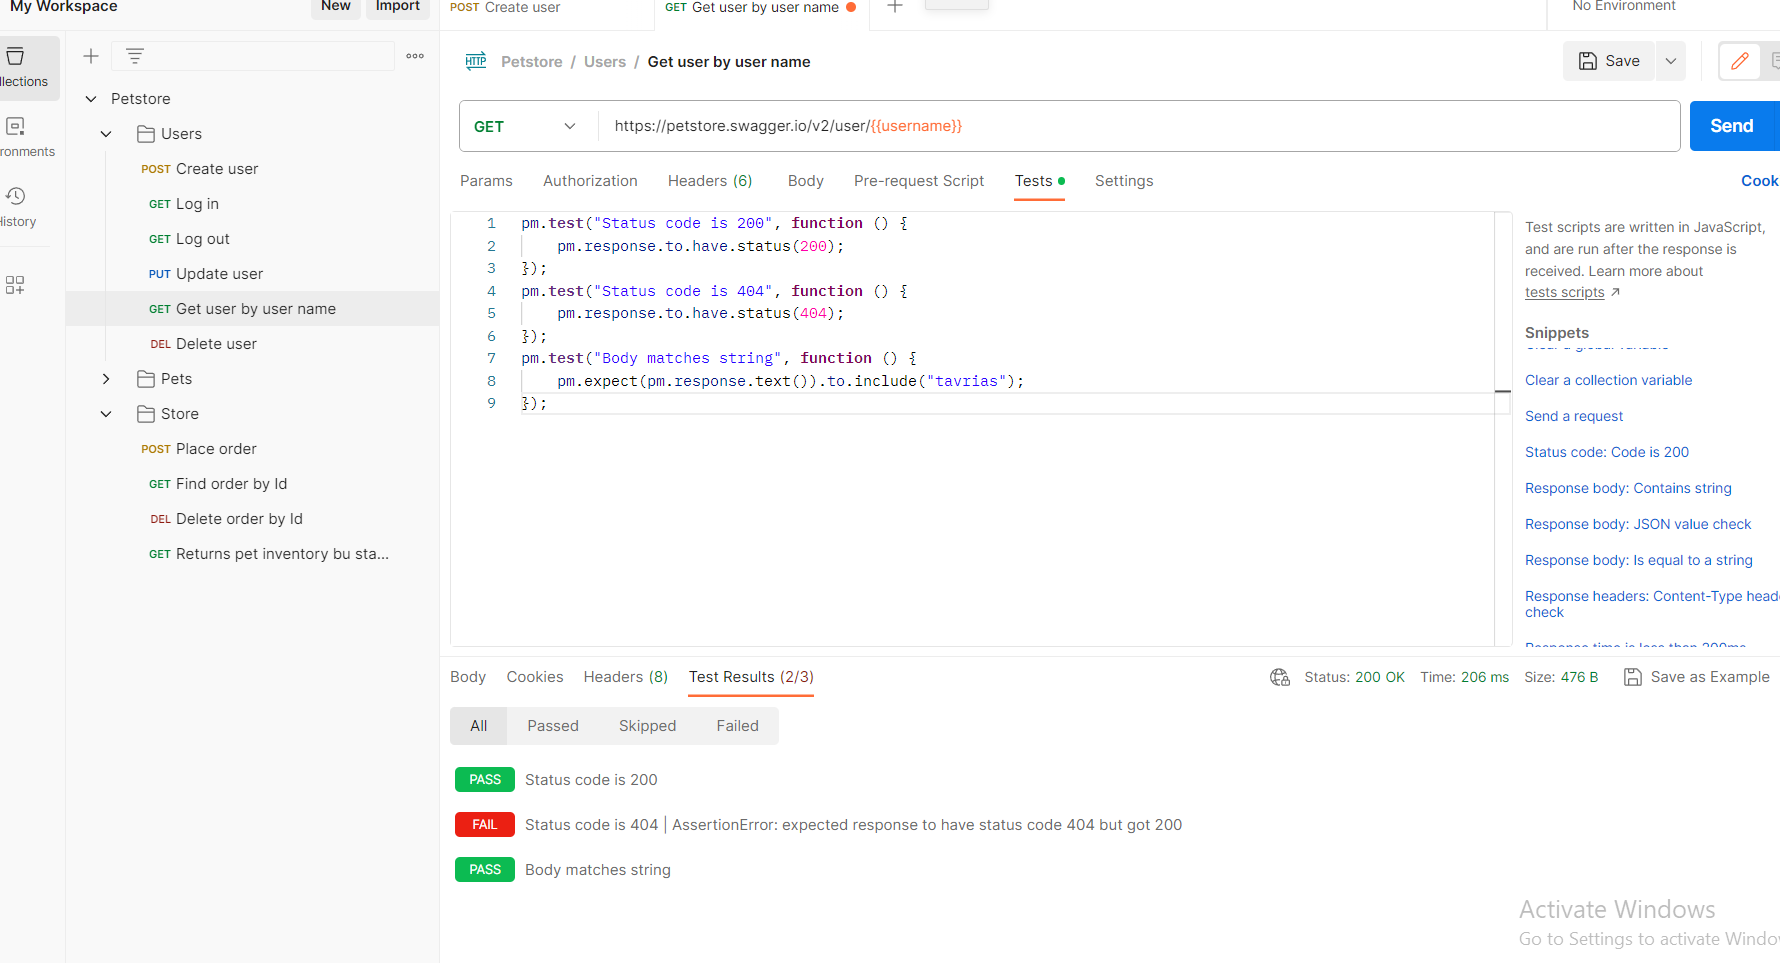 My Workspace
New
Import
POST Create user
GET Get user by user name
No Environment
llections
ronments
History
Petstore
Users
POST Create user
GET Log in
GET Log out
PUT Update user
GET Get user by user name
DEL Delete user
Pets
Store
POST Place order
GET Find order by Id
DEL Delete order by Id
GET Returns pet inventory bu sta...
HTTP Petstore / Users / Get user by user name
Save
GET
https://petstore.swagger.io/v2/user/{{username}}
Send
Params Authorization Headers (6) Body Pre-request Script Tests Settings
Cook
1 pm.test("Status code is 200", function () {
2 pm.response.to.have.status(200);
3 });
4 pm.test("Status code is 404", function () {
5 pm.response.to.have.status(404);
6 });
7 pm.test("Body matches string", function () {
8 pm.expect(pm.response.text()).to.include("tavrias");
9 });
Test scripts are written in JavaScript,
and are run after the response is
received. Learn more about
tests scripts
Snippets
Clear a global variable
Clear a collection variable
Send a request
Status code: Code is 200
Response body: Contains string
Response body: JSON value check
Response body: Is equal to a string
Response headers: Content-Type head
check
Response time is less than 200ms
Body Cookies Headers (8) Test Results (2/3)
Status: 200 OK Time: 206 ms Size: 476 B Save as Example
All Passed Skipped Failed
PASS Status code is 200
FAIL Status code is 404 | AssertionError: expected response to have status code 404 but got 200
PASS Body matches string
Activate Windows
Go to Settings to activate Windo